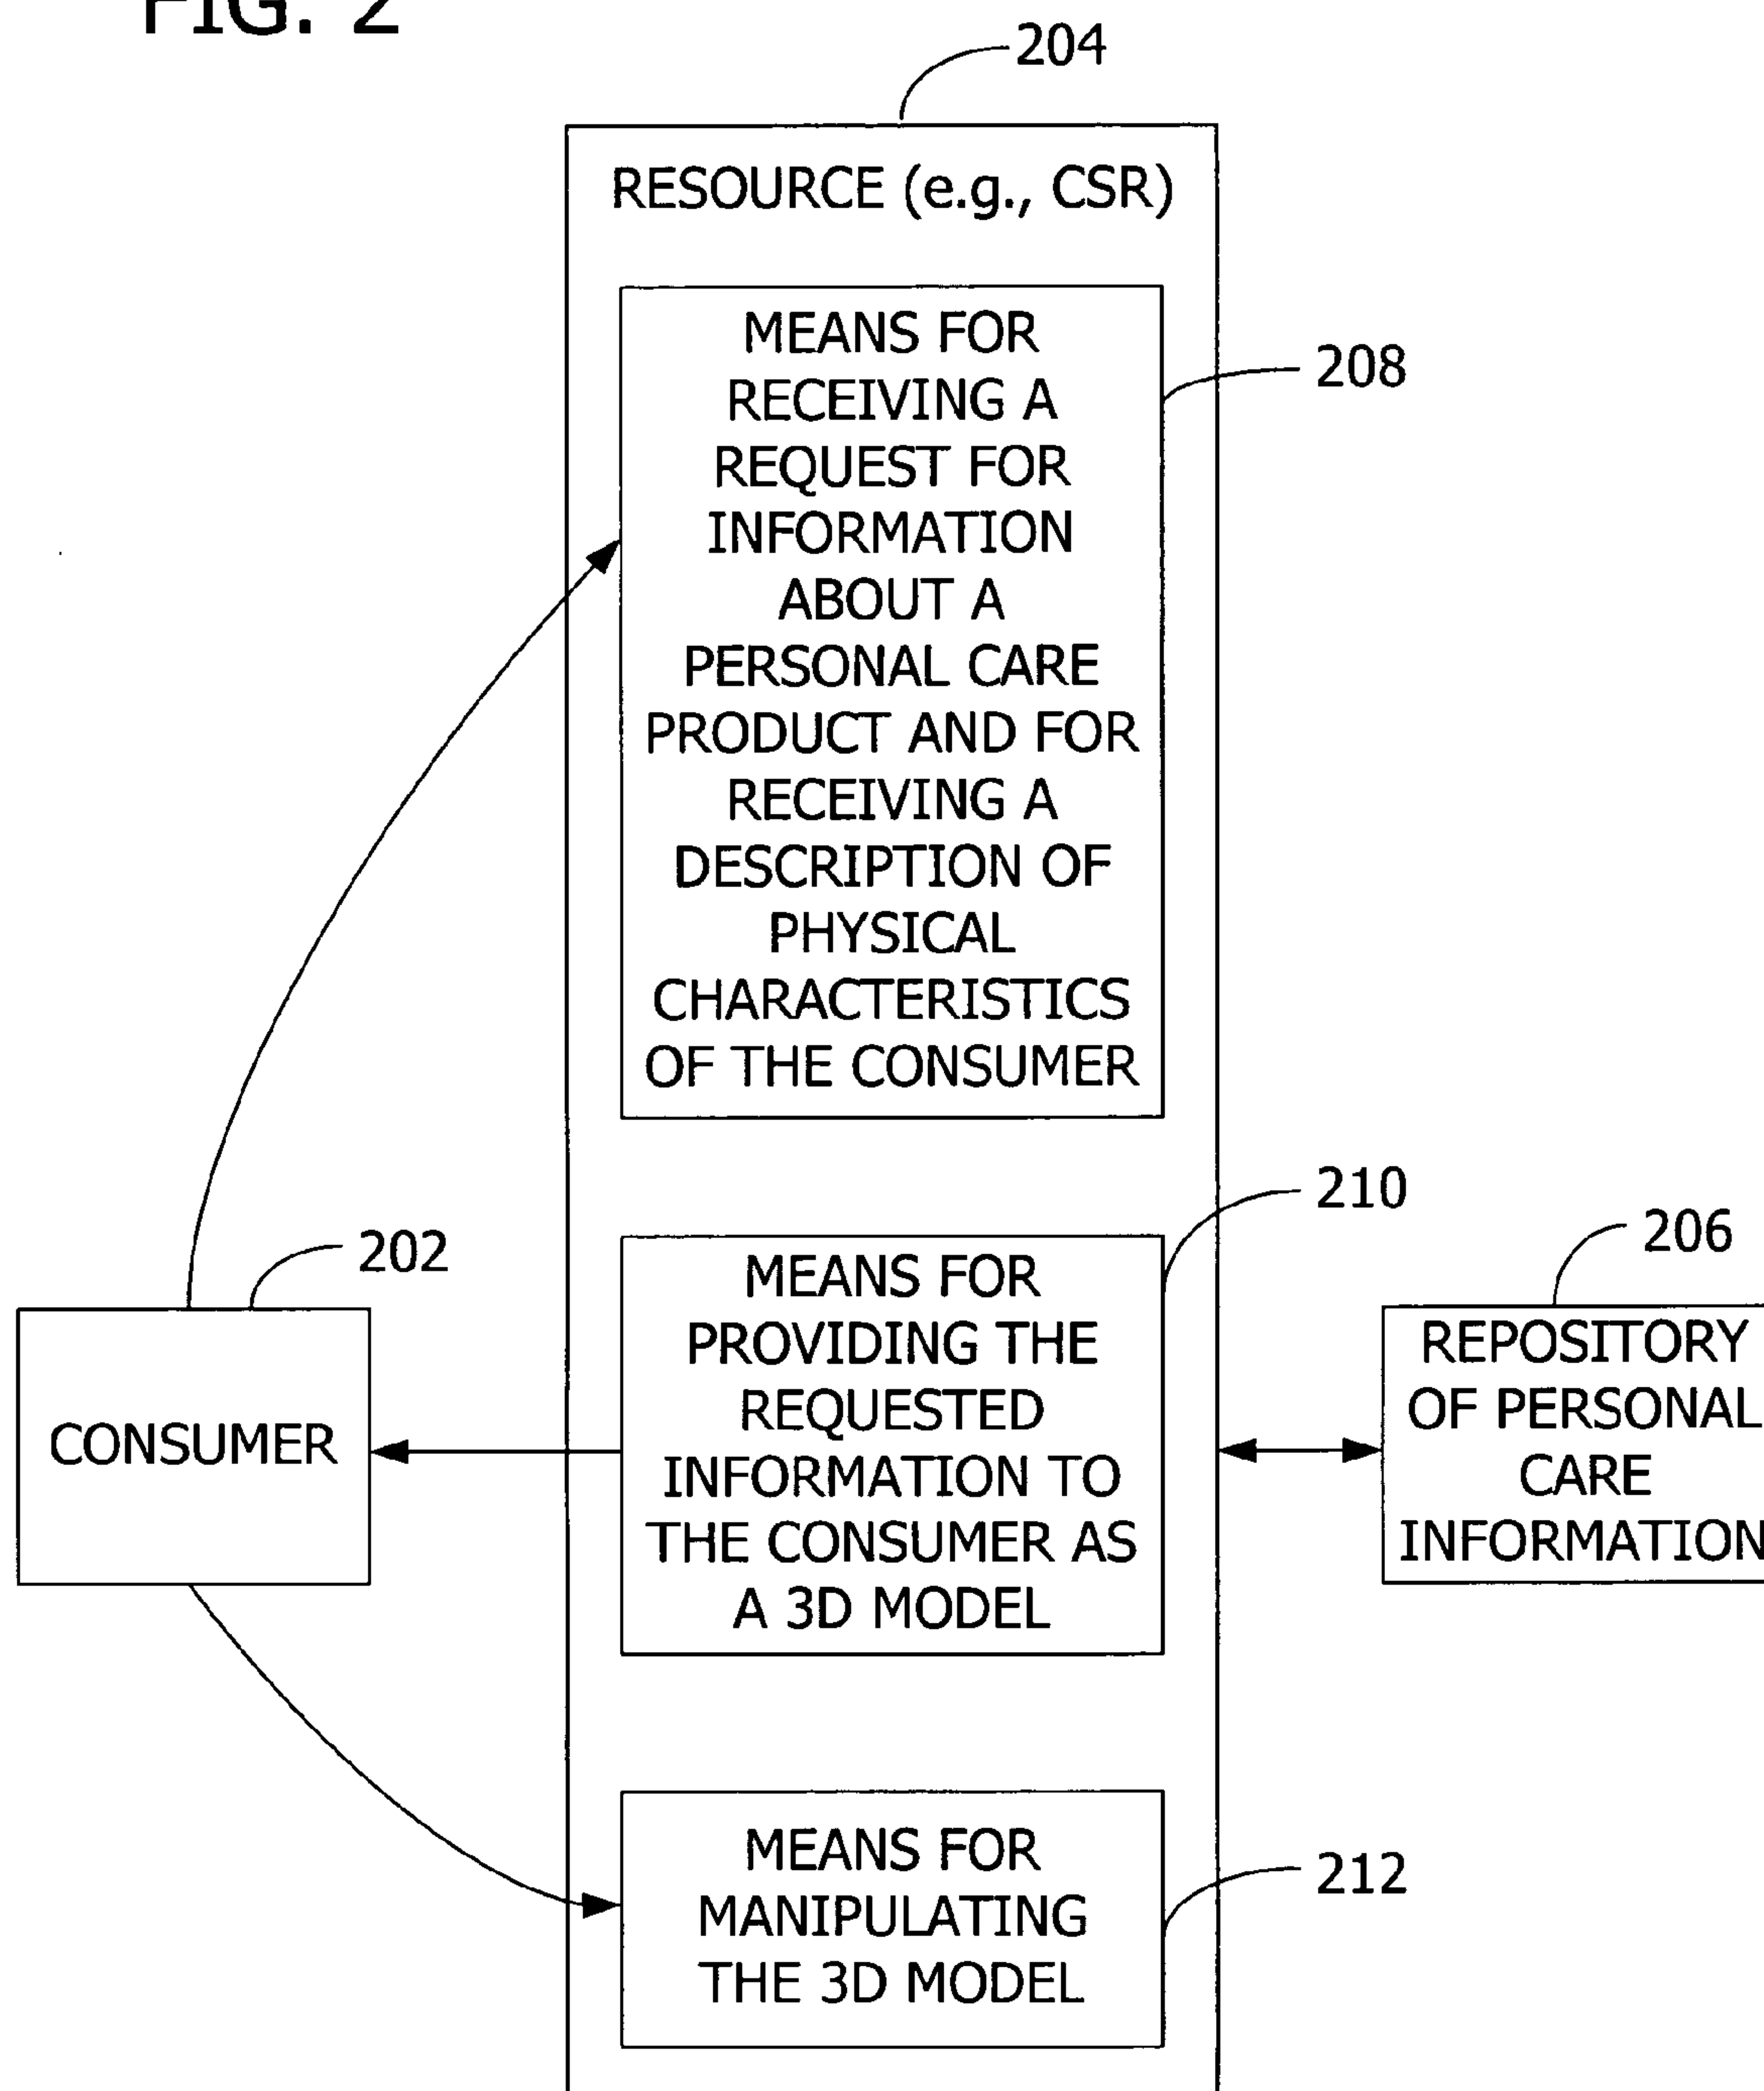 FIG. 2
204
RESOURCE (e.g., CSR)
MEANS FOR
RECEIVING A
REQUEST FOR
INFORMATION
ABOUT A
PERSONAL CARE
PRODUCT AND FOR
RECEIVING A
DESCRIPTION OF
PHYSICAL
CHARACTERISTICS
OF THE CONSUMER
208
202
CONSUMER
MEANS FOR
PROVIDING THE
REQUESTED
INFORMATION TO
THE CONSUMER AS
A 3D MODEL
210
206
REPOSITORY
OF PERSONAL
CARE
INFORMATION
MEANS FOR
MANIPULATING
THE 3D MODEL
212